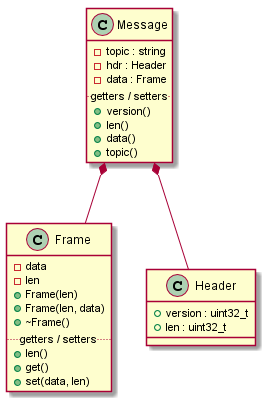 C Message
topic : string
hdr : Header
data : Frame
getters / setters
version()
len()
data()
topic()
C Frame
data
len
Frame(len)
Frame(len, data)
~Frame()
getters / setters
len()
get()
set(data, len)
C Header
version : uint32_t
len : uint32_t